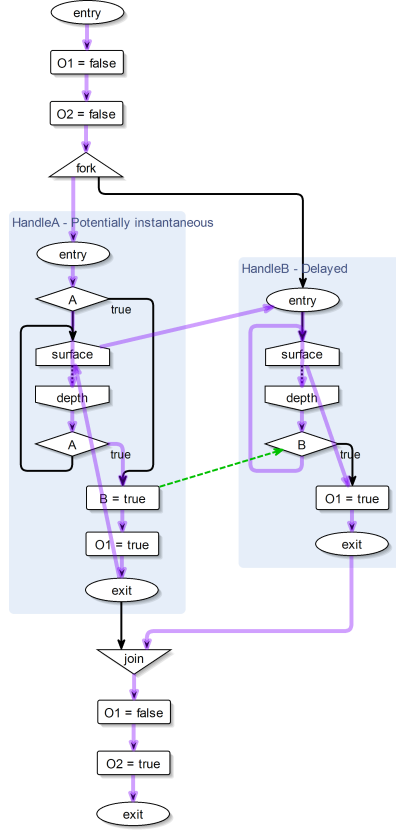 entry
O1 = false
O2 = false
fork
HandleA - Potentially instantaneous
entry
A
true
surface
depth
A
true
B = true
O1 = true
exit
HandleB - Delayed
entry
surface
depth
B
true
O1 = true
exit
join
O1 = false
O2 = true
exit